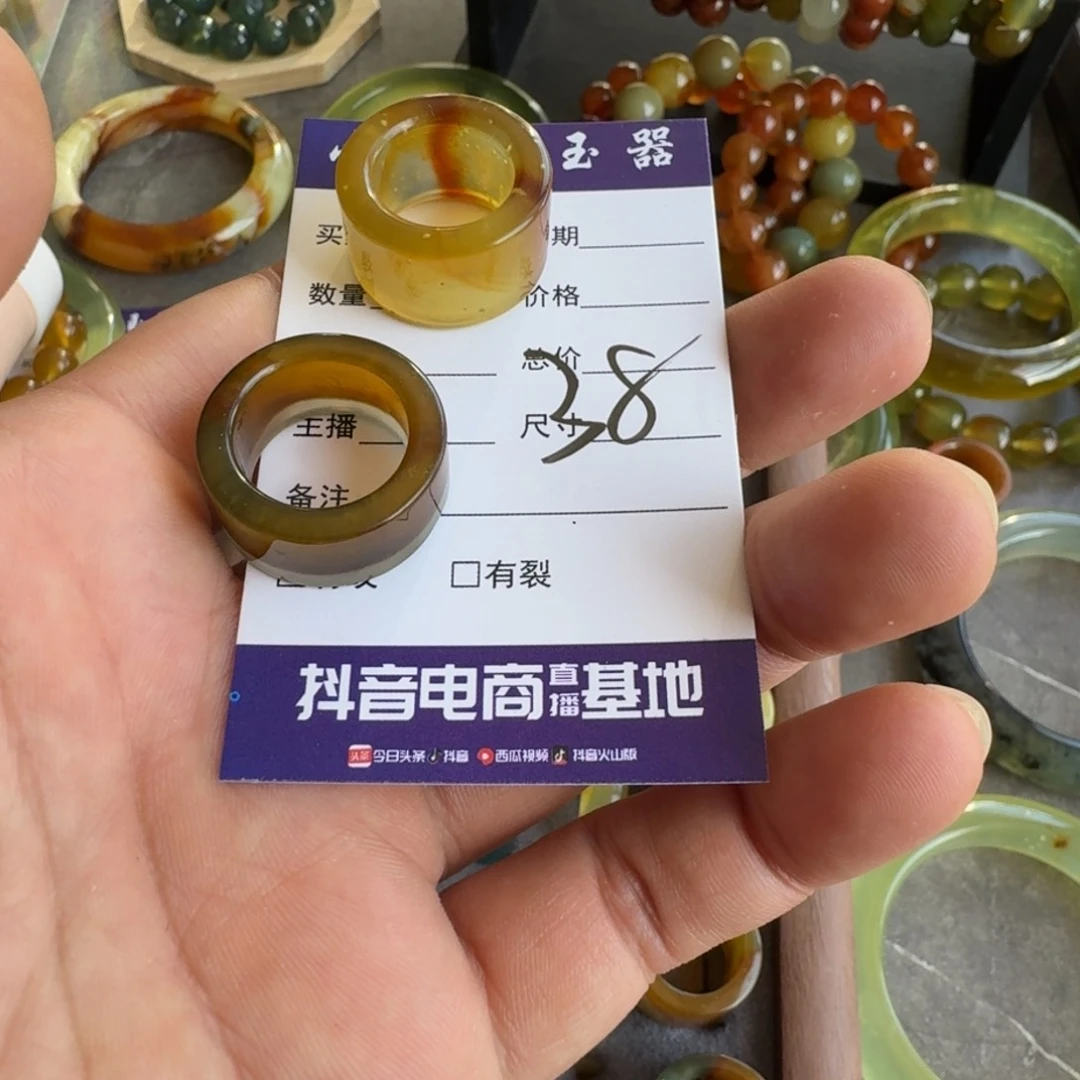 玉器
买 期
数量 价格
总价
38
主播 尺寸
备注
□有裂
抖音电商直播基地
头条 今日头条 抖音 西瓜视频 抖音火山版